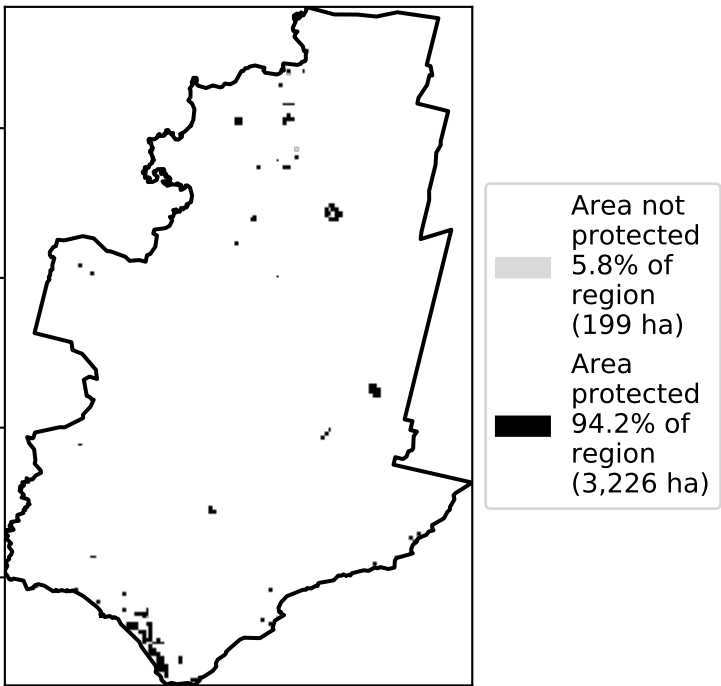 Area not
protected
5.8% of
region
(199 ha)
Area
protected
94.2% of
region
(3,226 ha)